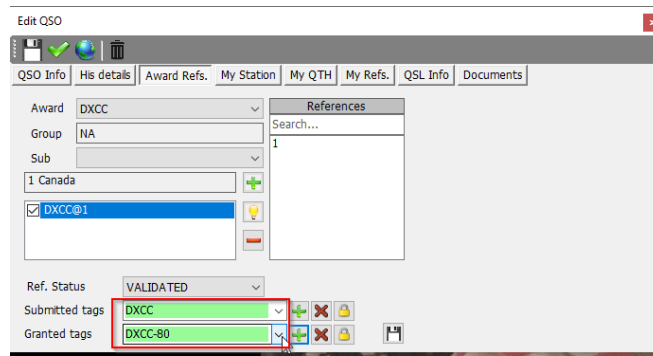 Edit QSO
QSO Info His details Award Refs. My Station My QTH My Refs. QSL Info Documents
Award DXCC References
Search...
Group NA
1
Sub
1 Canada
DXCC@1
Ref. Status VALIDATED
Submitted tags DXCC
Granted tags DXCC-80